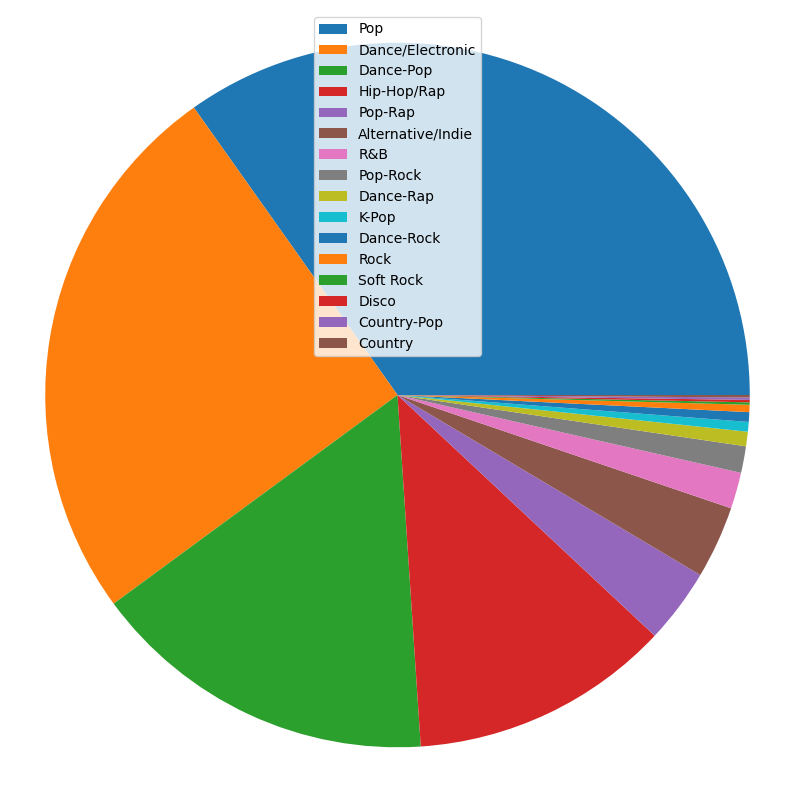 Pop
Dance/Electronic
Dance-Pop
Hip-Hop/Rap
Pop-Rap
Alternative/Indie
R&B
Pop-Rock
Dance-Rap
K-Pop
Dance-Rock
Rock
Soft Rock
Disco
Country-Pop
Country